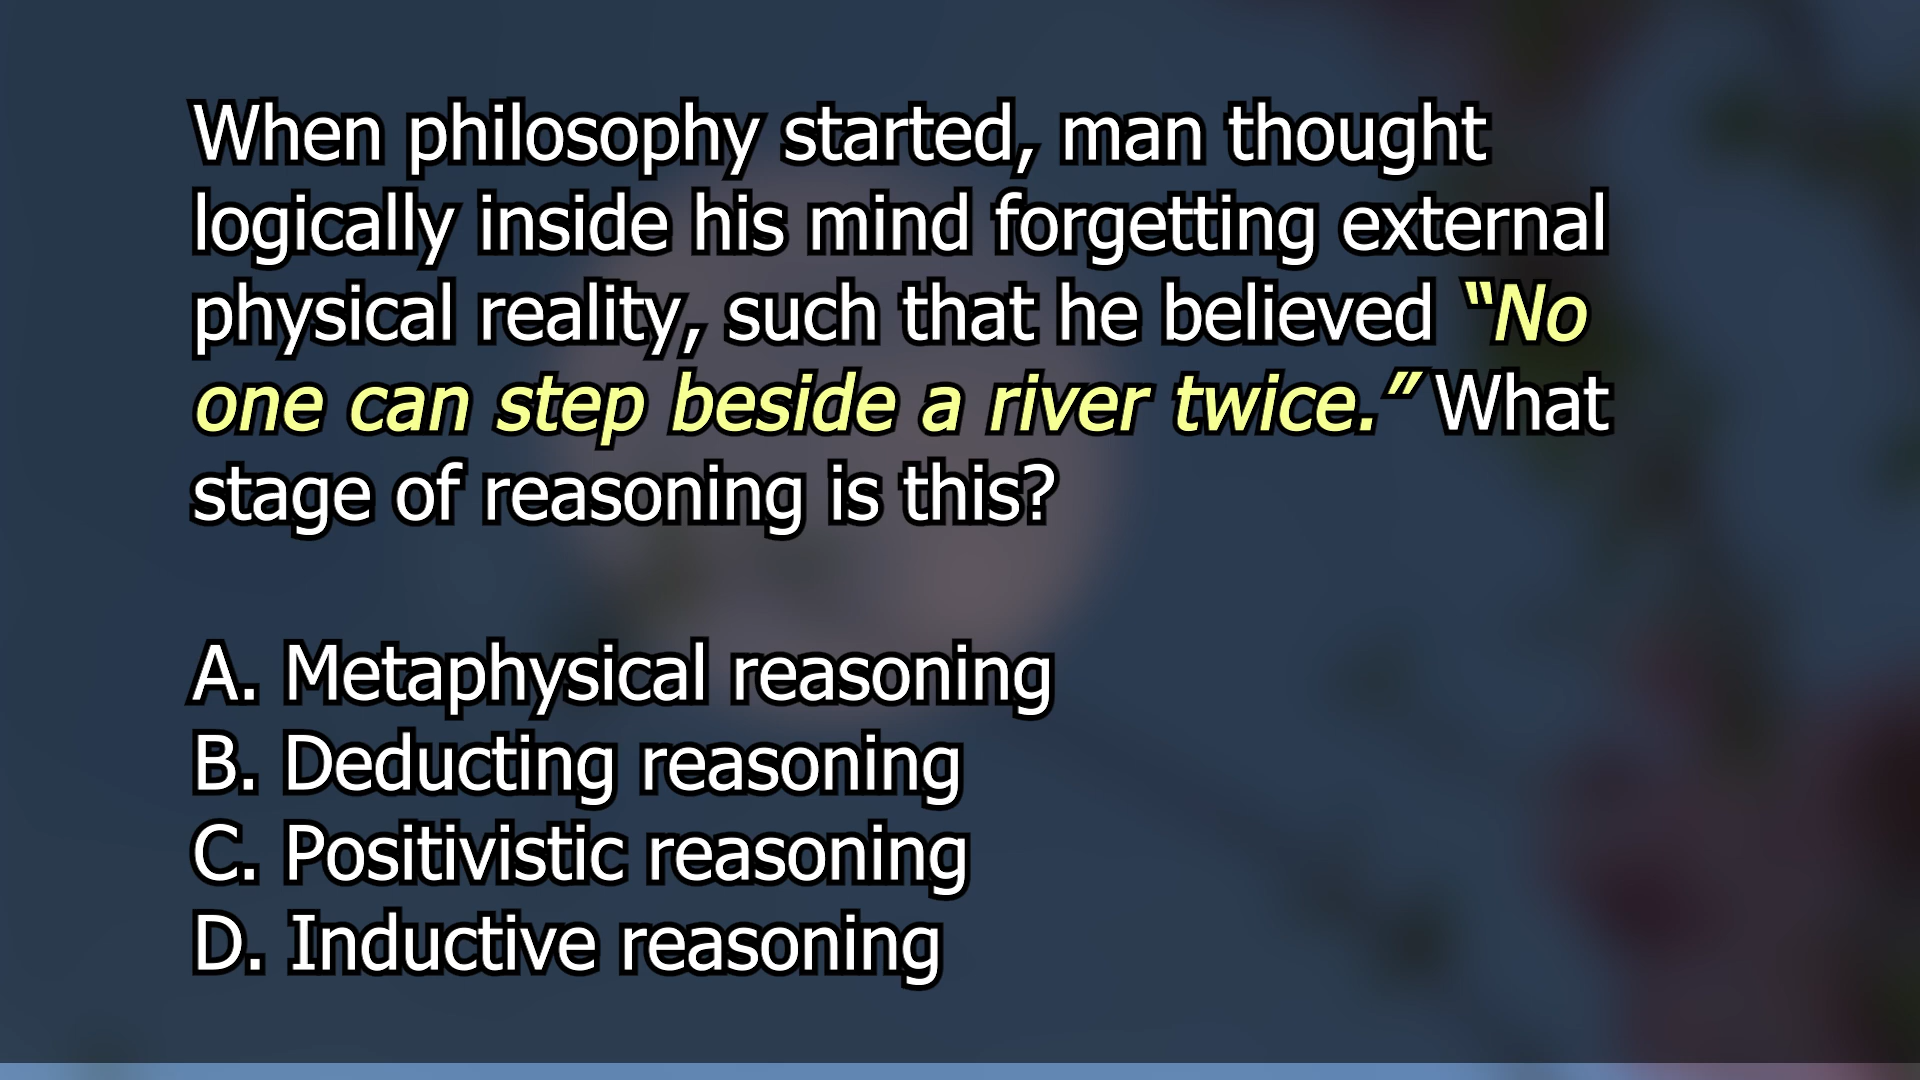 When philosophy started, man thought
logically inside his mind forgetting external
physical reality, such that he believed “No
one can step beside a river twice.” What
stage of reasoning is this?
A. Metaphysical reasoning
B. Deducting reasoning
C. Positivistic reasoning
D. Inductive reasoning